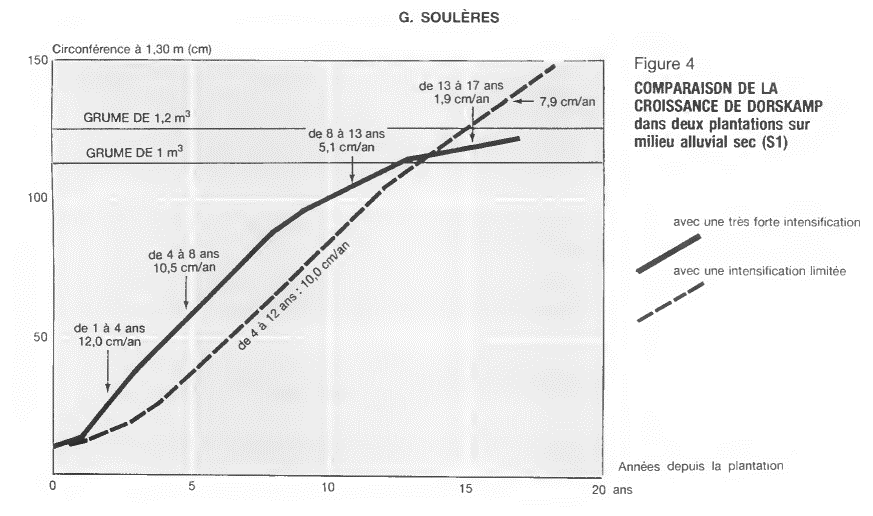 G. SOULÈRES
Circonférence à 1,30 m (cm)
150
100
50
0
5
10
15
20 ans
Années depuis la plantation
GRUME DE 1,2 m³
GRUME DE 1 m³
de 1 à 4 ans
12,0 cm/an
de 4 à 8 ans
10,5 cm/an
de 8 à 13 ans
5,1 cm/an
de 13 à 17 ans
1,9 cm/an
7,9 cm/an
de 4 à 12 ans : 10,0 cm/an
Figure 4
COMPARAISON DE LA
CROISSANCE DE DORSKAMP
dans deux plantations sur
milieu alluvial sec (S1)
avec une très forte intensification
avec une intensification limitée